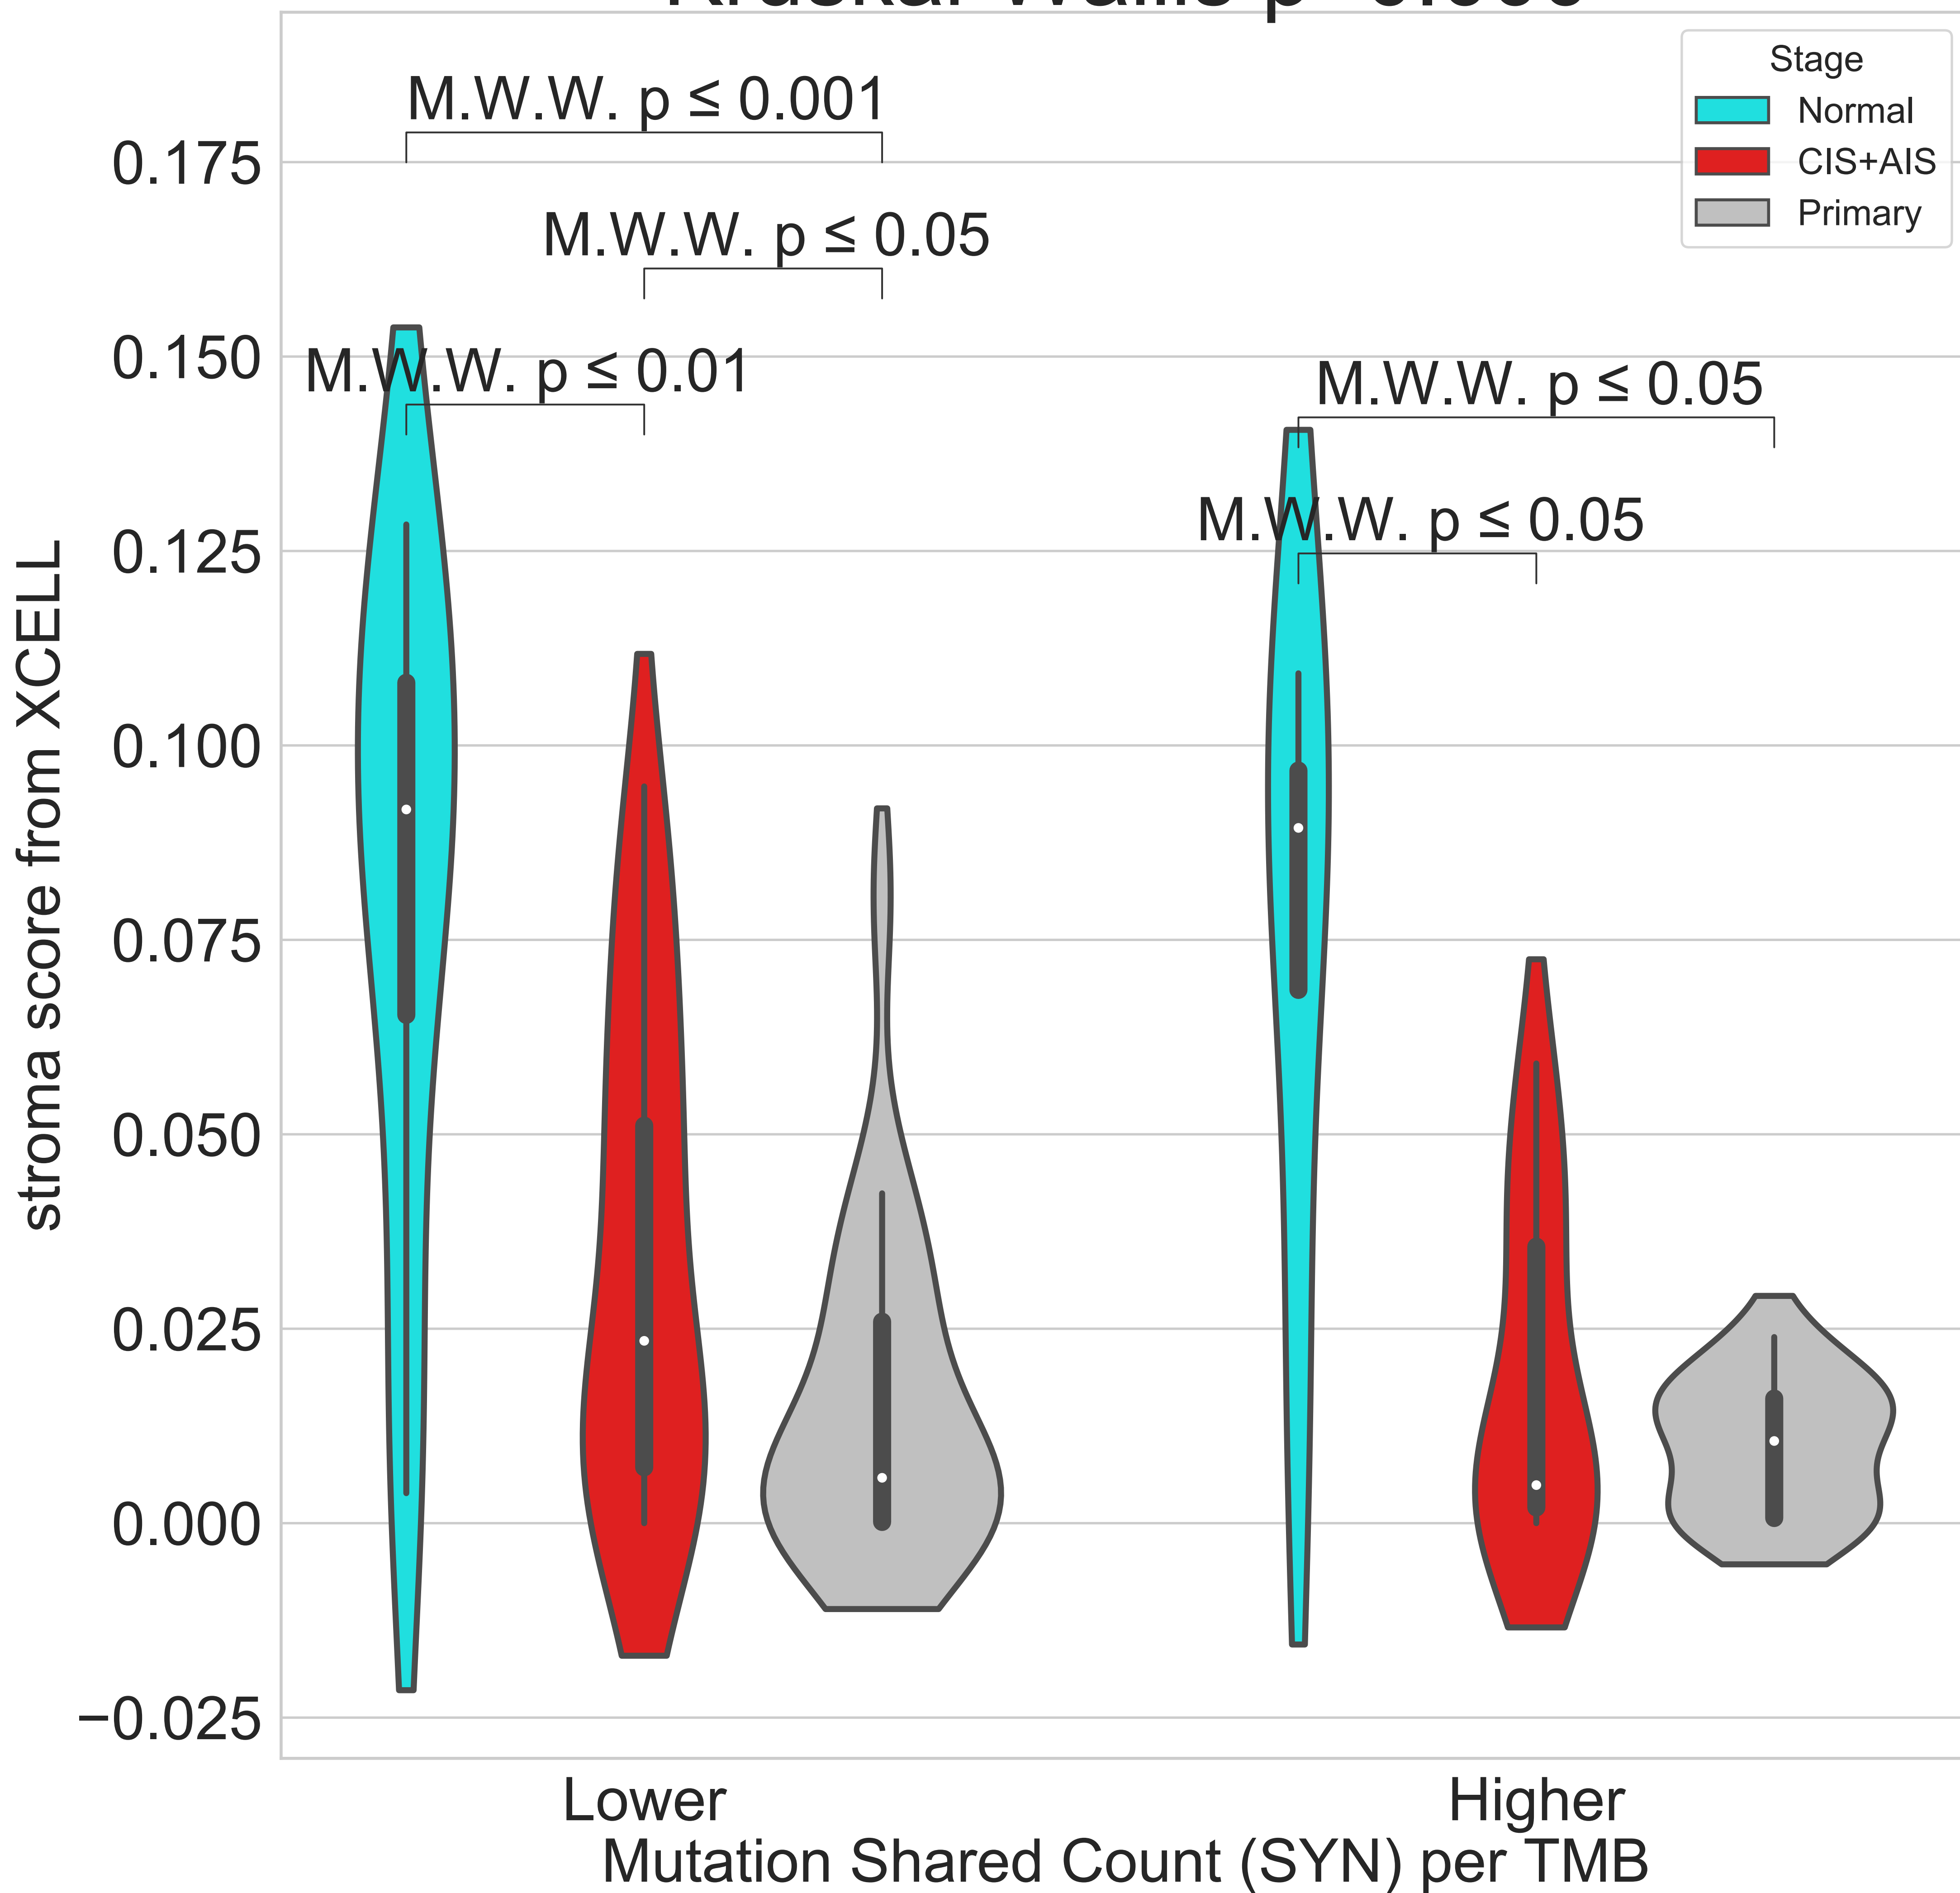 Stage
Normal
CIS+AIS
Primary
M.W.W. p ≤ 0.001
M.W.W. p ≤ 0.05
M.W.W. p ≤ 0.01
M.W.W. p ≤ 0.05
M.W.W. p ≤ 0.05
0.175
0.150
0.125
0.100
0.075
0.050
0.025
0.000
−0.025
stroma score from XCELL
Lower
Higher
Mutation Shared Count (SYN) per TMB